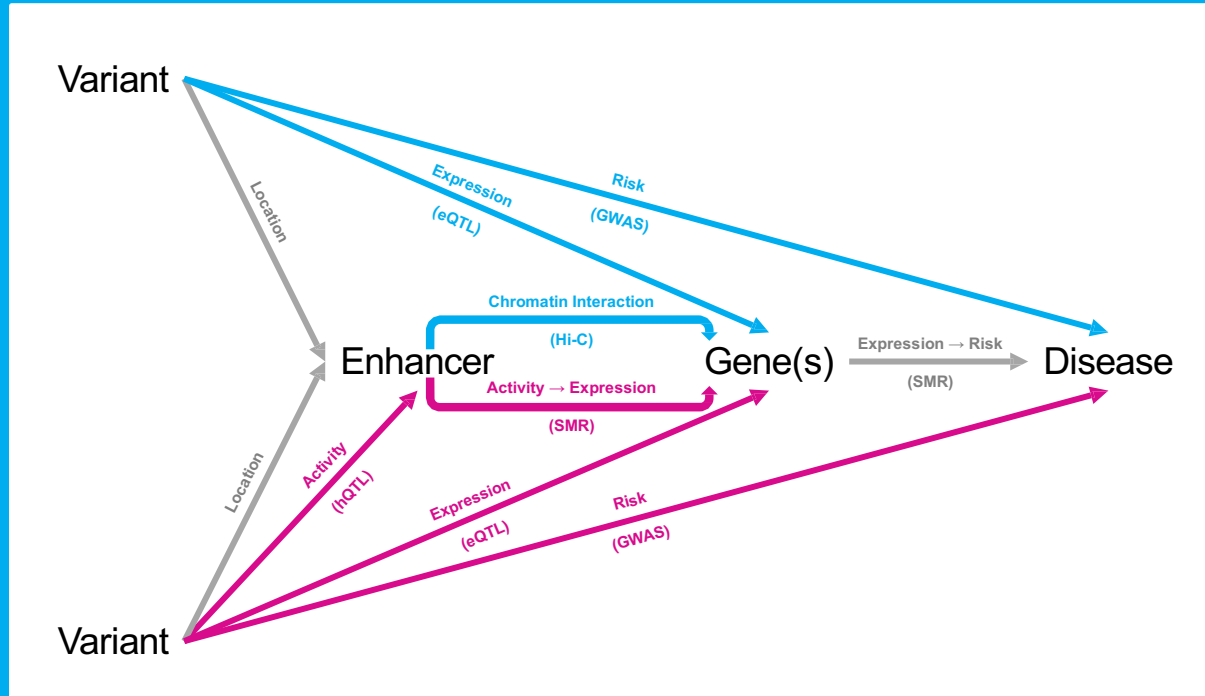 Variant
Location
Expression
(eQTL)
Risk
(GWAS)
Chromatin Interaction
(Hi-C)
Enhancer
Gene(s)
Expression → Risk
(SMR)
Disease
Activity → Expression
(SMR)
Location
Activity
(hQTL)
Expression
(eQTL)
Risk
(GWAS)
Variant